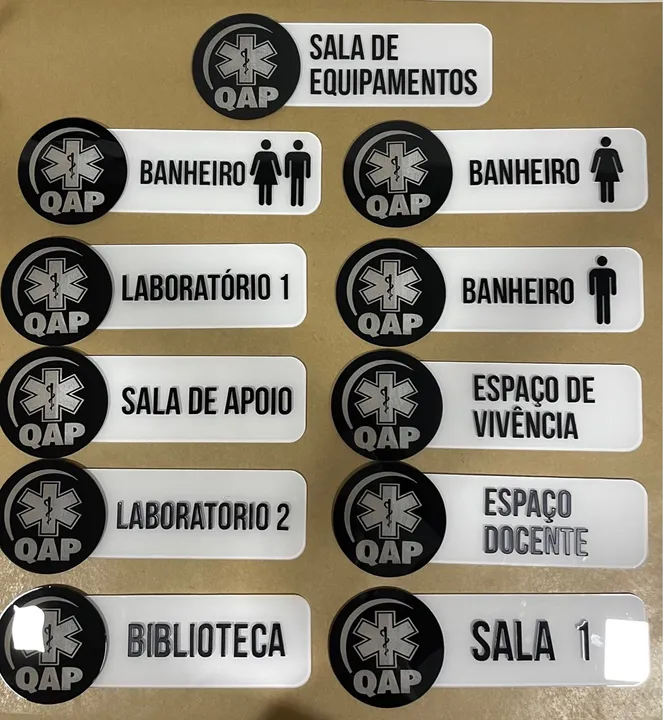 SALA DE
EQUIPAMENTOS
QAP
BANHEIRO
QAP
BANHEIRO
QAP
LABORATÓRIO 1
QAP
BANHEIRO
QAP
SALA DE APOIO
QAP
ESPAÇO DE
VIVÊNCIA
QAP
LABORATORIO 2
QAP
ESPAÇO
DOCENTE
QAP
BIBLIOTECA
QAP
SALA 1
QAP